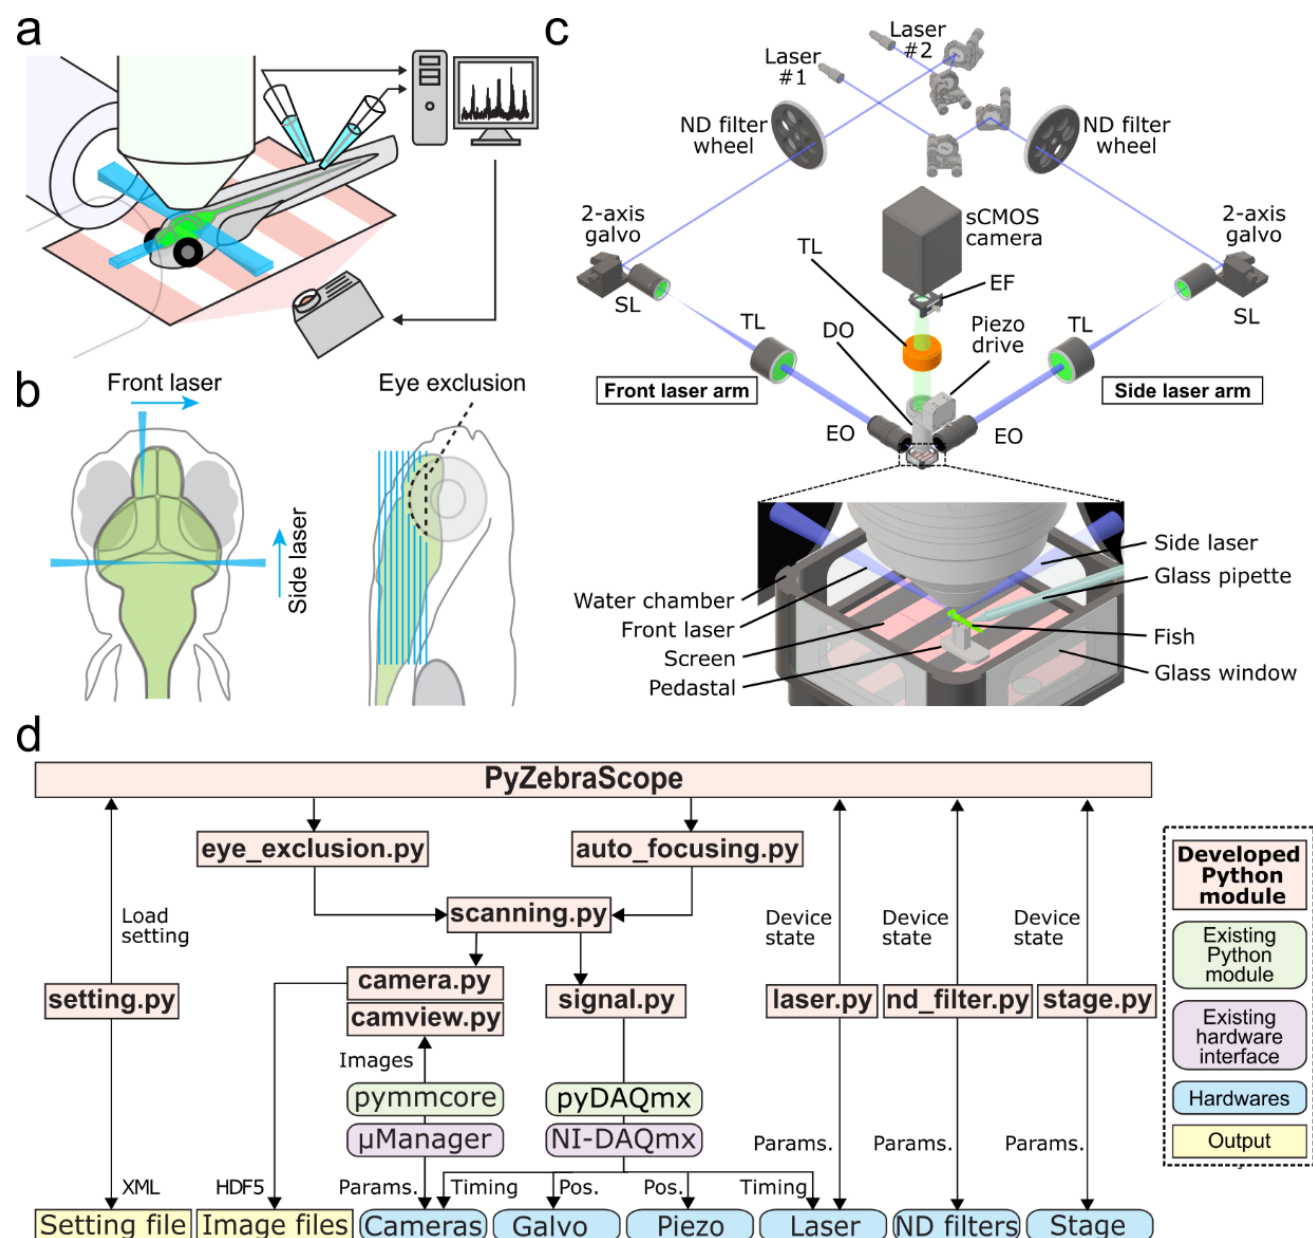 a
b
Front laser
Eye exclusion
Side laser
c
Laser
#1
Laser
#2
ND filter
wheel
ND filter
wheel
2-axis
galvo
2-axis
galvo
sCMOS
camera
TL
EF
SL
SL
DO
Piezo
drive
TL
TL
Front laser arm
Side laser arm
EO
EO
Side laser
Glass pipette
Water chamber
Front laser
Fish
Screen
Glass window
Pedastal
d
PyZebraScope
eye_exclusion.py
auto_focusing.py
scanning.py
Load
setting
Device
state
Device
state
Device
state
setting.py
camera.py
camview.py
signal.py
laser.py
nd_filter.py
stage.py
Images
pymmcore
pyDAQmx
µManager
NI-DAQmx
Params.
Params.
Params.
XML
HDF5
Params.
Timing
Pos.
Pos.
Timing
Setting file
Image files
Cameras
Galvo
Piezo
Laser
ND filters
Stage
Developed
Python
module
Existing
Python
module
Existing
hardware
interface
Hardwares
Output